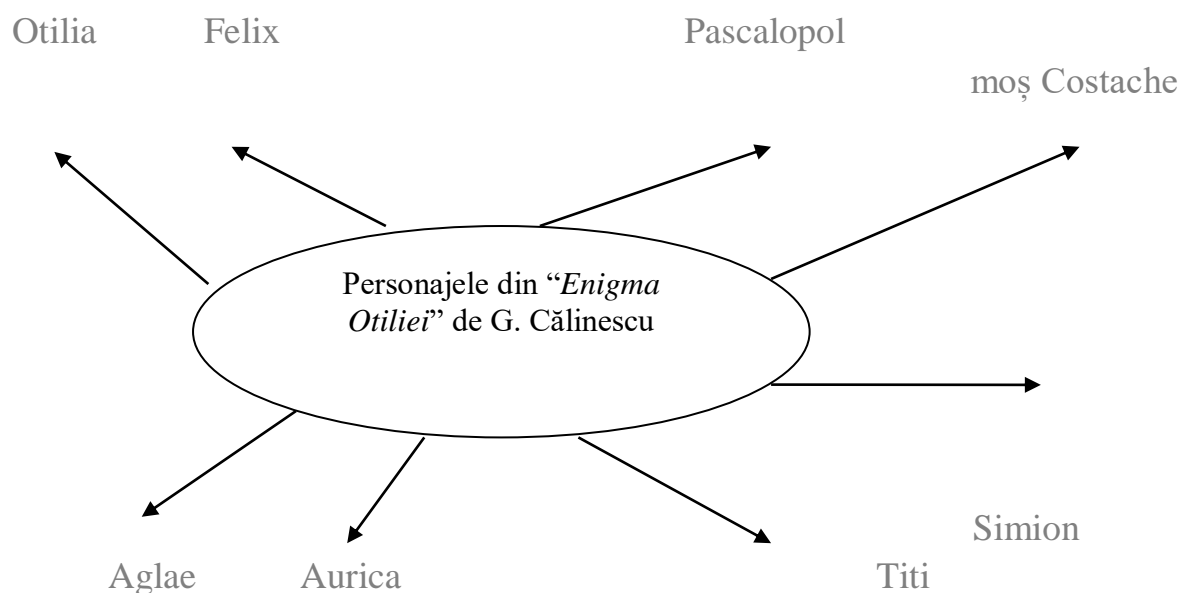 Otilia Felix Pascalopol
moș Costache
Personajele din “Enigma
Otiliei” de G. Călinescu
Simion
Aglae Aurica Titi